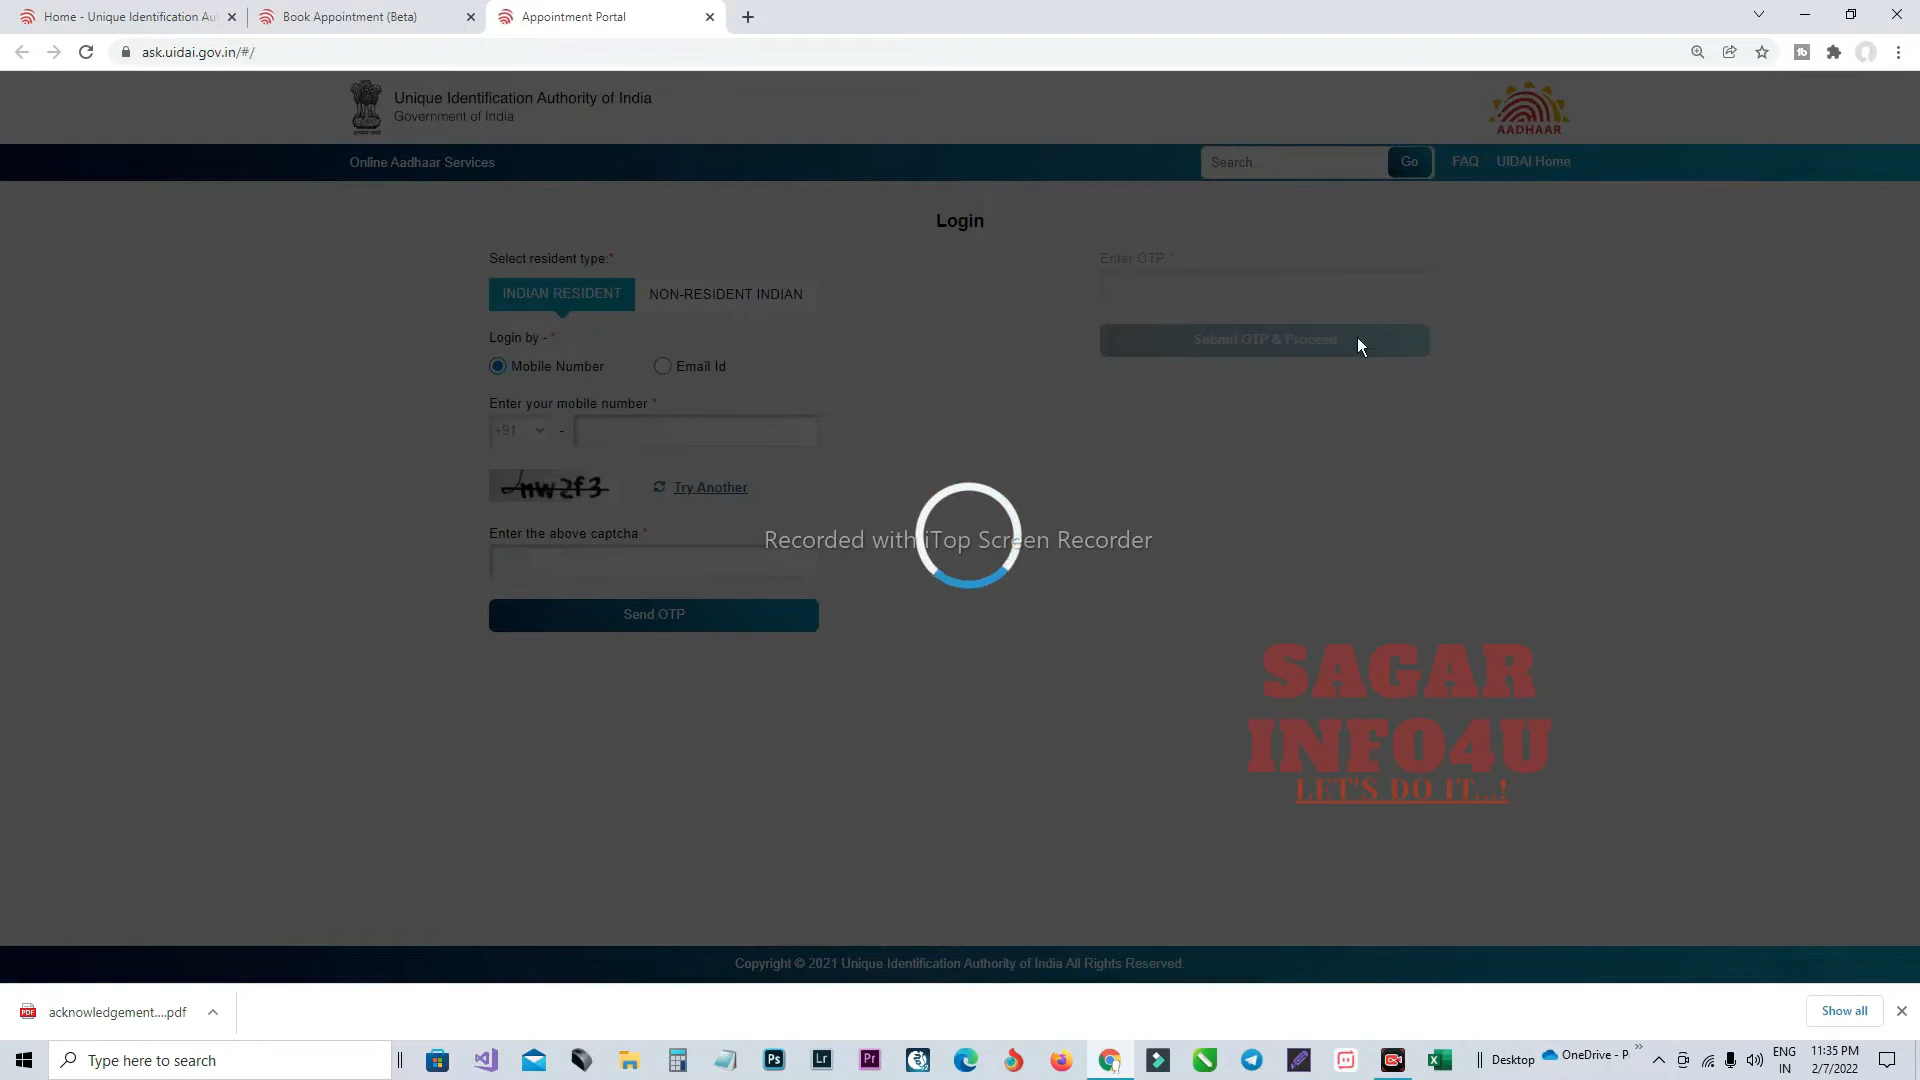 Home - Unique Identification Au
Book Appointment (Beta)
Appointment Portal
ask.uidai.gov.in/#/
Unique Identification Authority of India
Government of India
AADHAAR
Online Aadhaar Services
Search...
Go
FAQ
UIDAI Home
Login
Select resident type:*
INDIAN RESIDENT
NON-RESIDENT INDIAN
Login by - *
Mobile Number
Email Id
Enter your mobile number *
+91
-
Try Another
Enter the above captcha *
Send OTP
Enter OTP *
Submit OTP & Proceed
Recorded with iTop Screen Recorder
SAGAR
INFO4U
LET'S DO IT...!
Copyright © 2021 Unique Identification Authority of India All Rights Reserved.
PDF
acknowledgement....pdf
Show all
Type here to search
Ps
Lr
Pr
Desktop
OneDrive - P
ENG
IN
11:35 PM
2/7/2022